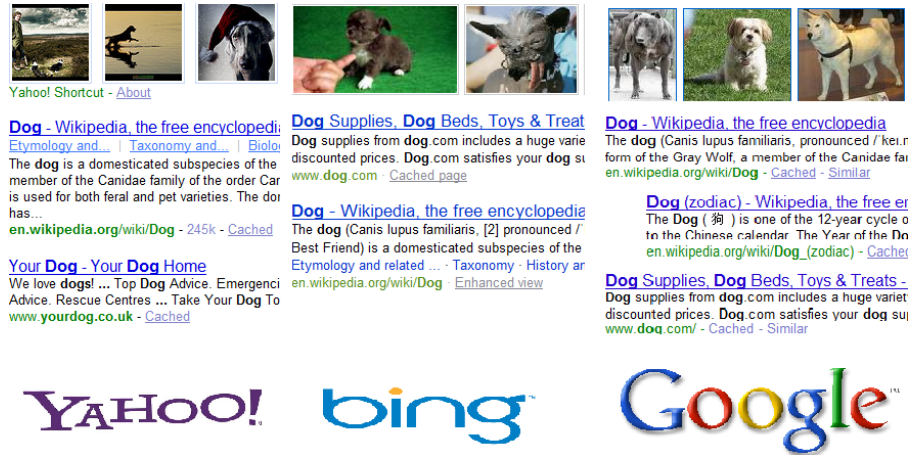 Yahoo! Shortcut - About
Dog - Wikipedia, the free encyclopedi
Etymology and... | Taxonomy and... | Biolo
The dog is a domesticated subspecies of the
member of the Canidae family of the order Car
is used for both feral and pet varieties. The dor
has...
en.wikipedia.org/wiki/Dog - 245k - Cached
Your Dog - Your Dog Home
We love dogs! ... Top Dog Advice. Emergenci
Advice. Rescue Centres ... Take Your Dog To
www.yourdog.co.uk - Cached
YAHOO!
Dog Supplies, Dog Beds, Toys & Treat
Dog supplies from dog.com includes a huge varie
discounted prices. Dog.com satisfies your dog su
www.dog.com · Cached page
Dog - Wikipedia, the free encyclopedia
The dog (Canis lupus familiaris, [2] pronounced /ˈ
Best Friend) is a domesticated subspecies of the
Etymology and related ... · Taxonomy · History ar
en.wikipedia.org/wiki/Dog · Enhanced view
bing™
Dog - Wikipedia, the free encyclopedia
The dog (Canis lupus familiaris, pronounced /ˈkeɪ.n
form of the Gray Wolf, a member of the Canidae fa
en.wikipedia.org/wiki/Dog - Cached - Similar
Dog (zodiac) - Wikipedia, the free er
The Dog ( 狗 ) is one of the 12-year cycle o
to the Chinese calendar. The Year of the Do
en.wikipedia.org/wiki/Dog_(zodiac) - Cache
Dog Supplies, Dog Beds, Toys & Treats -
Dog supplies from dog.com includes a huge variet
discounted prices. Dog.com satisfies your dog su
www.dog.com/ - Cached - Similar
Google™